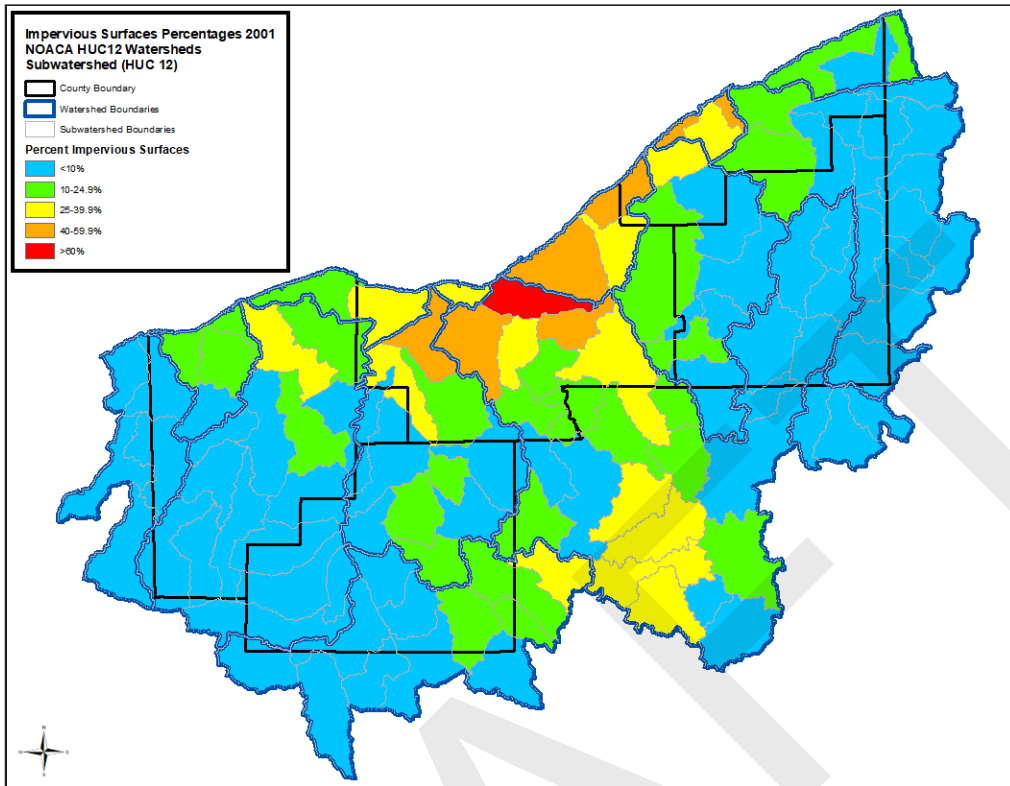 Impervious Surfaces Percentages 2001
NOACA HUC12 Watersheds
Subwatershed (HUC 12)
County Boundary
Watershed Boundaries
Subwatershed Boundaries
Percent Impervious Surfaces
<10%
10-24.9%
25-39.9%
40-59.9%
>60%
N
W
E
S